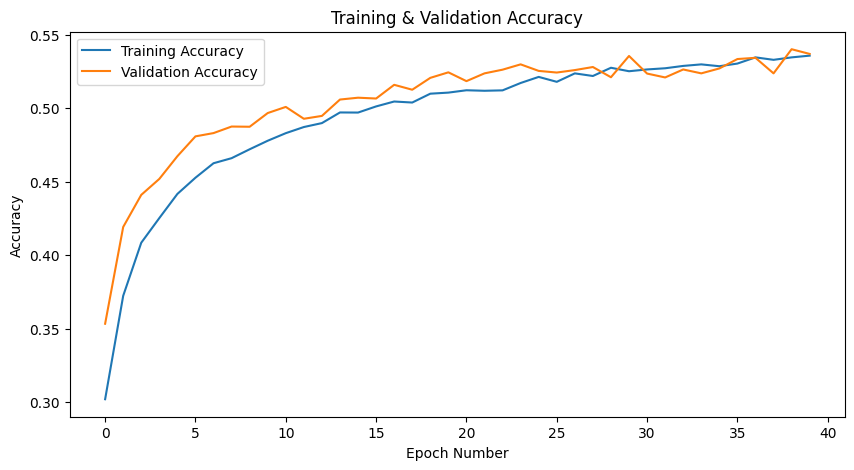 Training & Validation Accuracy
Training Accuracy
Validation Accuracy
0.55
0.50
0.45
0.40
0.35
0.30
Accuracy
0 5 10 15 20 25 30 35 40
Epoch Number